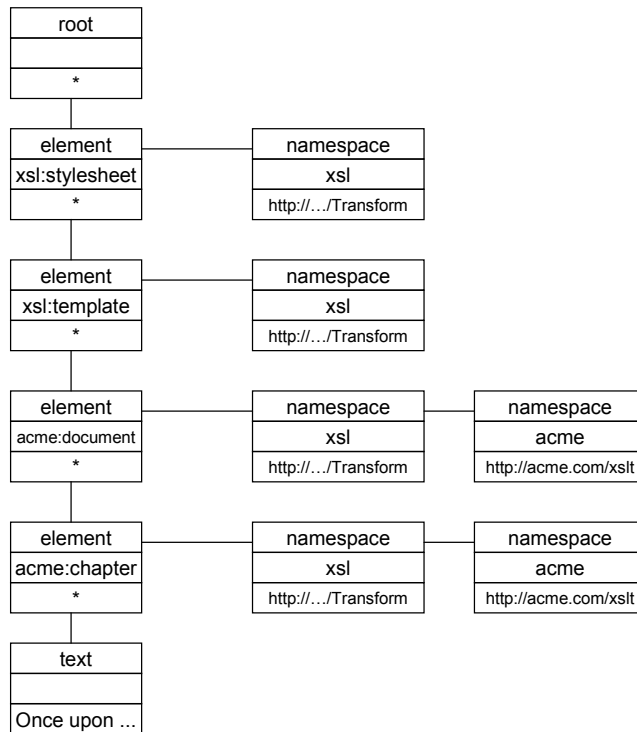 root
*
element
xsl:stylesheet
*
namespace
xsl
http://…/Transform
element
xsl:template
*
namespace
xsl
http://…/Transform
element
acme:document
*
namespace
xsl
http://…/Transform
namespace
acme
http://acme.com/xslt
element
acme:chapter
*
namespace
xsl
http://…/Transform
namespace
acme
http://acme.com/xslt
text
Once upon ...